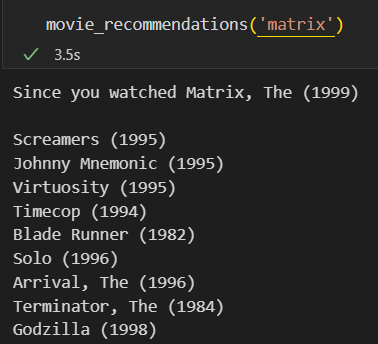 movie_recommendations('matrix')
3.5s
Since you watched Matrix, The (1999)
Screamers (1995)
Johnny Mnemonic (1995)
Virtuosity (1995)
Timecop (1994)
Blade Runner (1982)
Solo (1996)
Arrival, The (1996)
Terminator, The (1984)
Godzilla (1998)